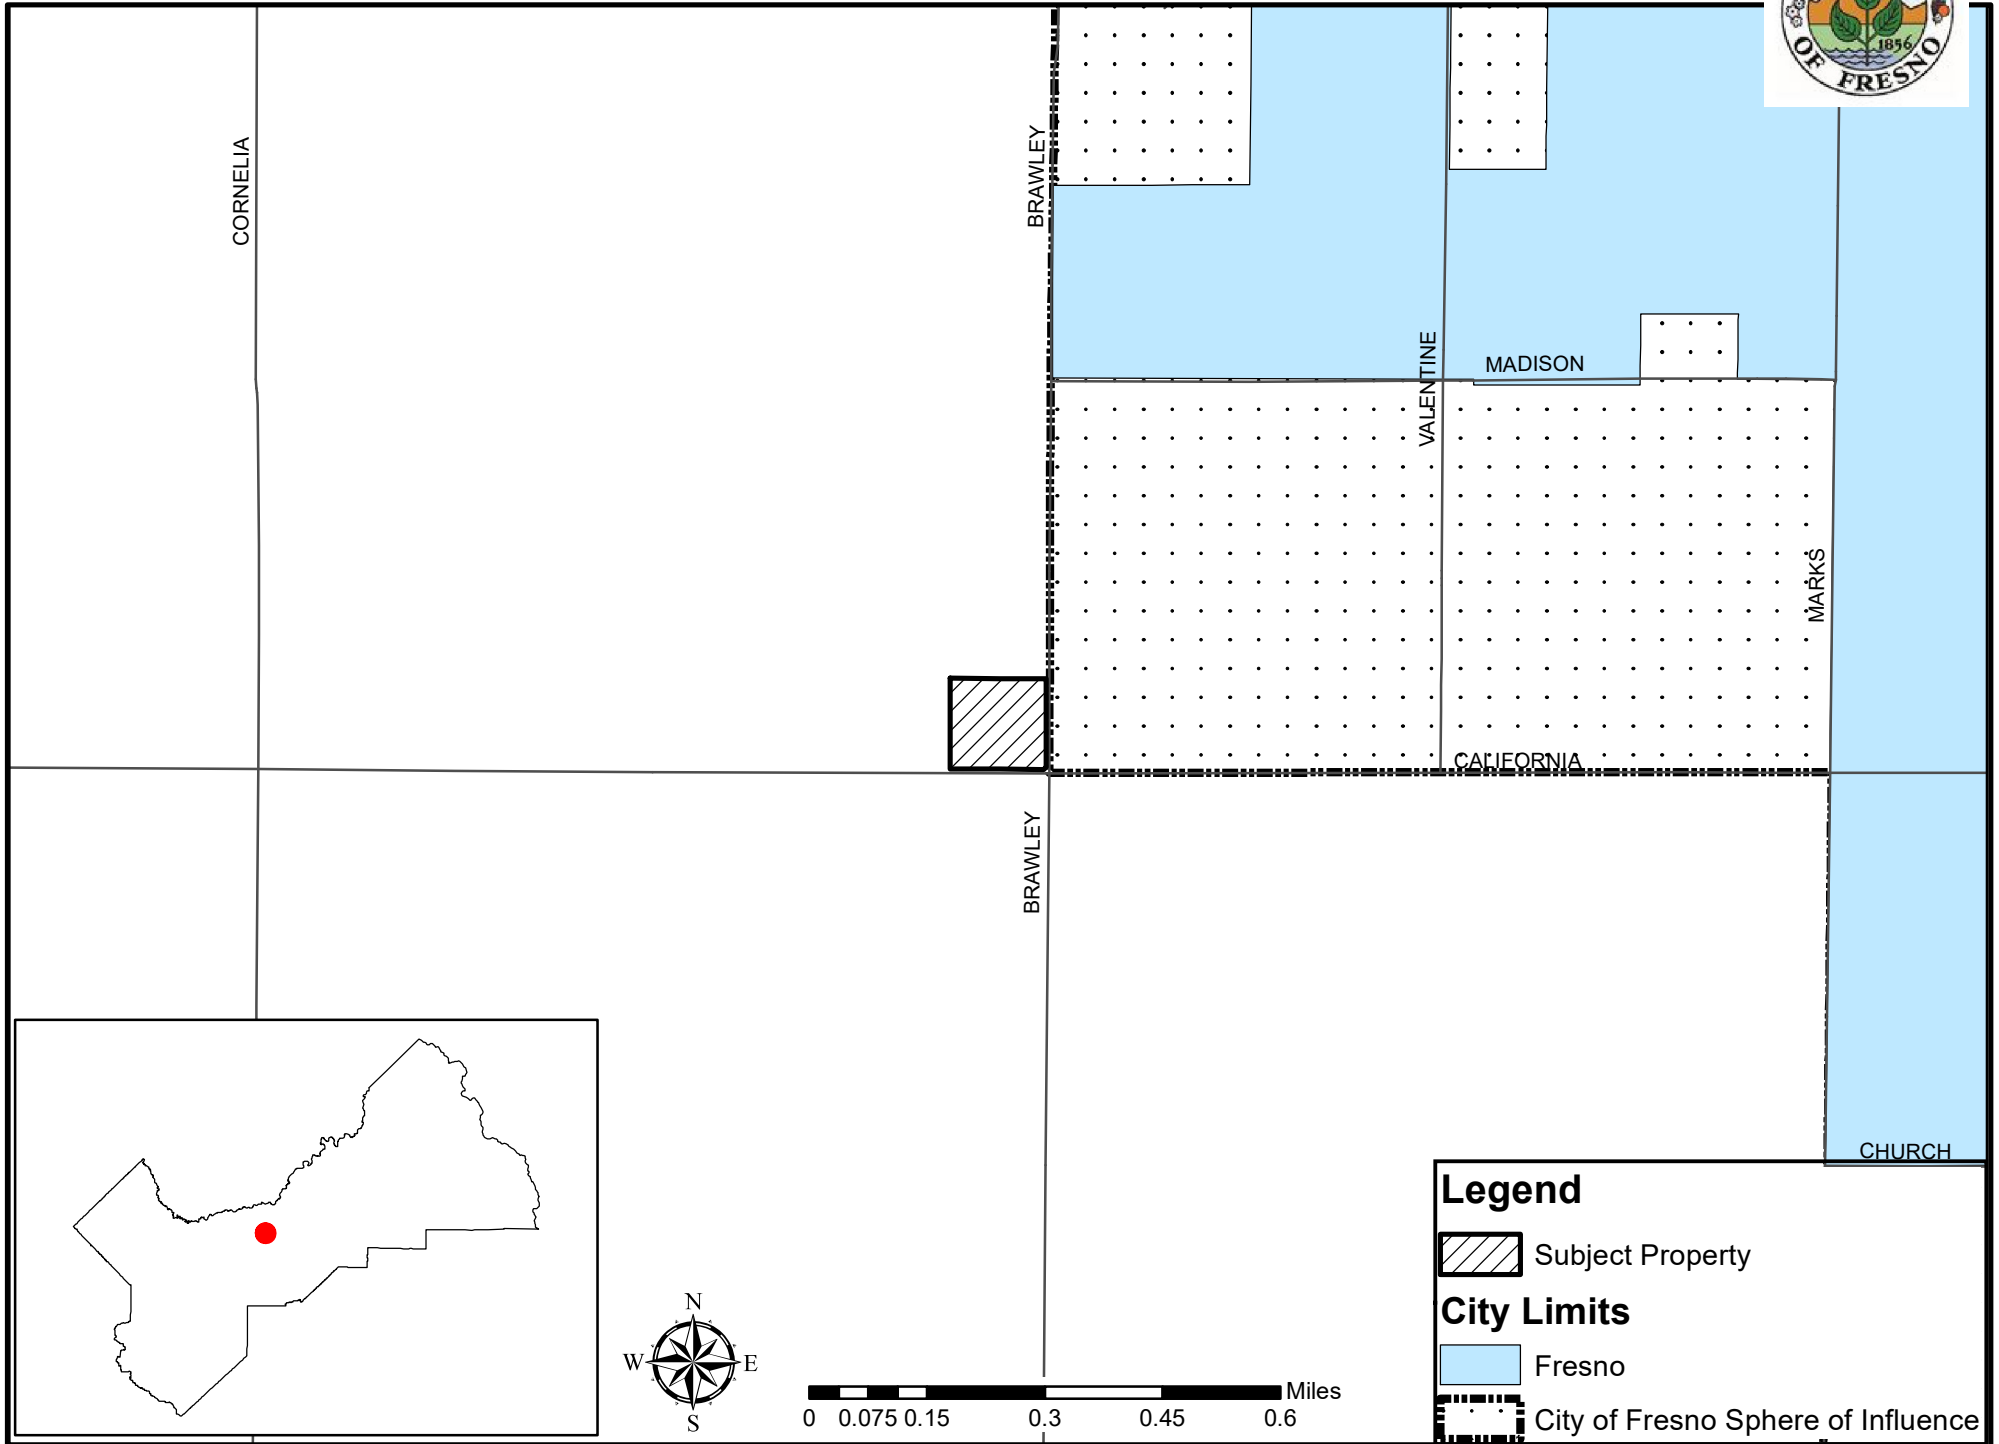 1856
OF FRESNO
CORNELIA
BRAWLEY
VALENTINE
MADISON
MARKS
CALIFORNIA
BRAWLEY
CHURCH
Legend
Subject Property
City Limits
Fresno
City of Fresno Sphere of Influence
N
W E
S
Miles
0 0.075 0.15 0.3 0.45 0.6